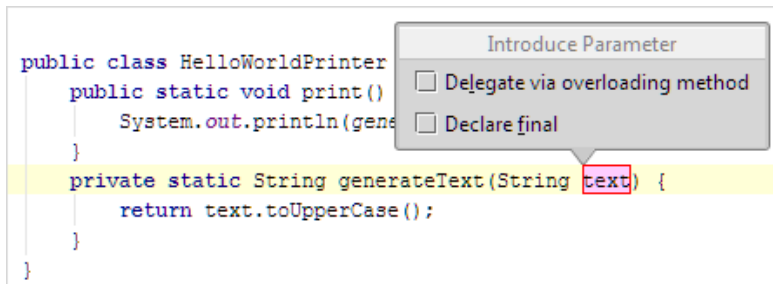 Introduce Parameter
Delegate via overloading method
Declare final
public class HelloWorldPrinter
public static void print()
System.out.println(
}
private static String generateText(String text) {
return text.toUpperCase();
}
}